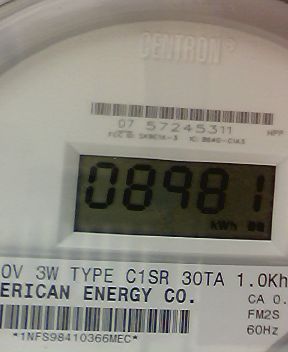 CENTRON®
07 57245311
HPP
08981
kWh
0V 3W TYPE C1SR 30TA 1.0Kh
ERICAN ENERGY CO.
CA 0.
FM2S
60Hz
*1NFS98410366MEC*